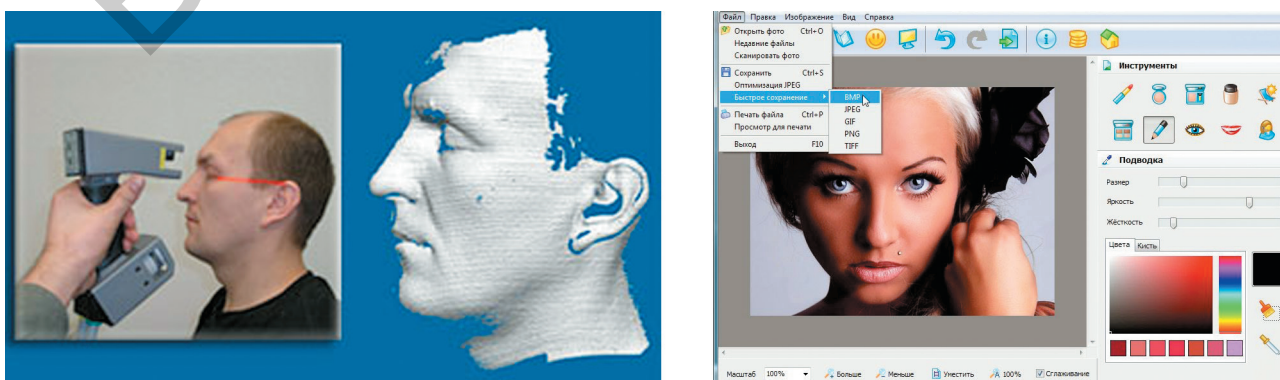 Файл Правка Изображение Вид Справка
Открыть фото Ctrl+O
Недавние файлы
Сканировать фото
Сохранить Ctrl+S
Оптимизация JPEG
Быстрое сохранение
BMP
JPEG
GIF
PNG
TIFF
Печать файла Ctrl+P
Просмотр для печати
Выход F10
Инструменты
Подводка
Размер
Яркость
Жёсткость
Цвета Кисть
Масштаб 100% Больше Меньше Уместить 100% Сглаживание